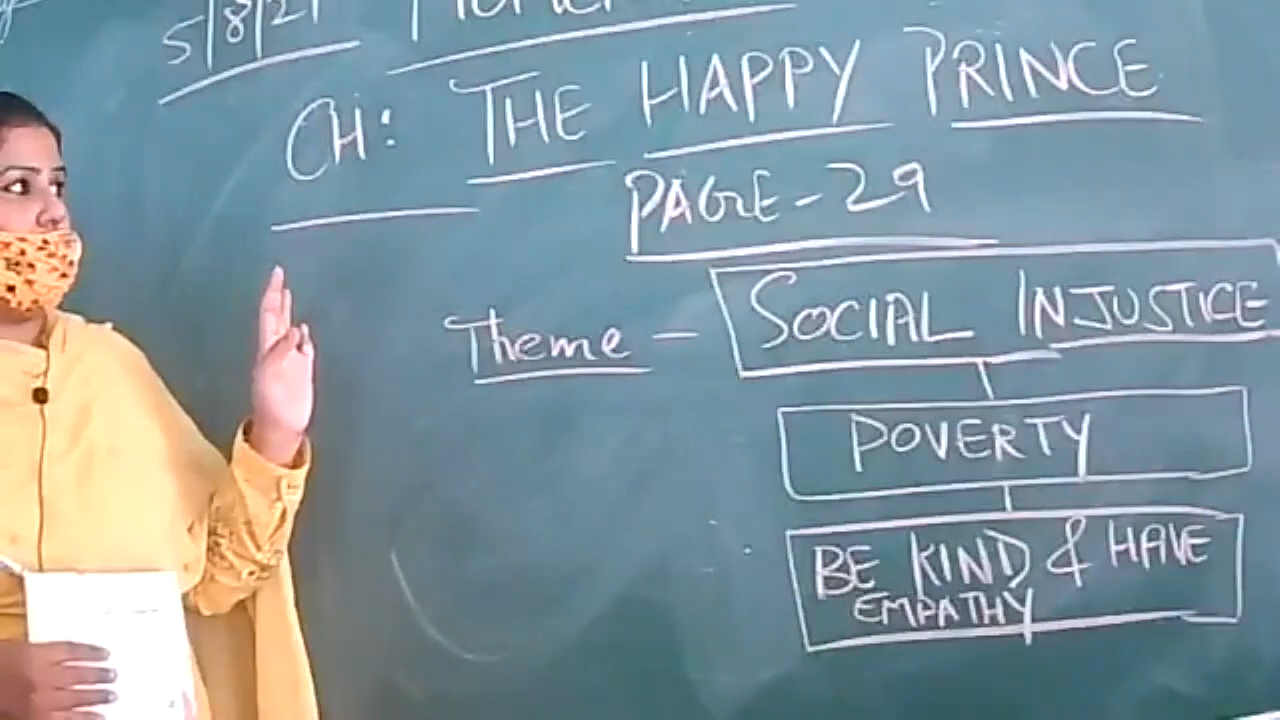 5/8/21
CH: THE HAPPY PRINCE
PAGE-29
Theme - SOCIAL INJUSTICE
POVERTY
BE KIND & HAVE
EMPATHY